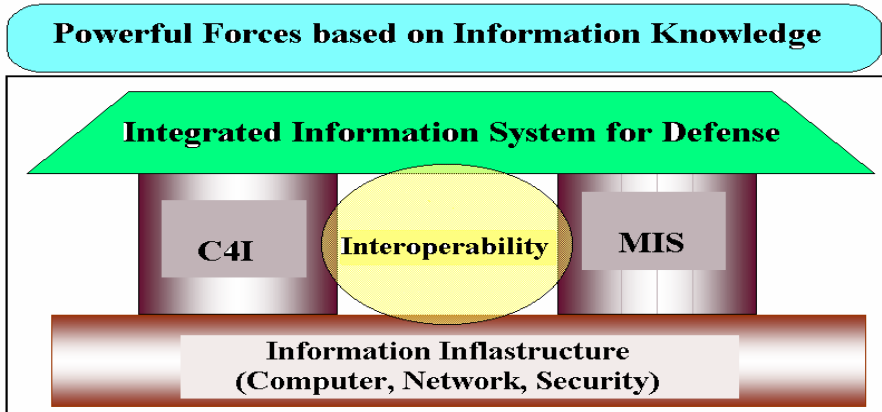 Powerful Forces based on Information Knowledge
Integrated Information System for Defense
C4I
Interoperability
MIS
Information Inflastructure
(Computer, Network, Security)